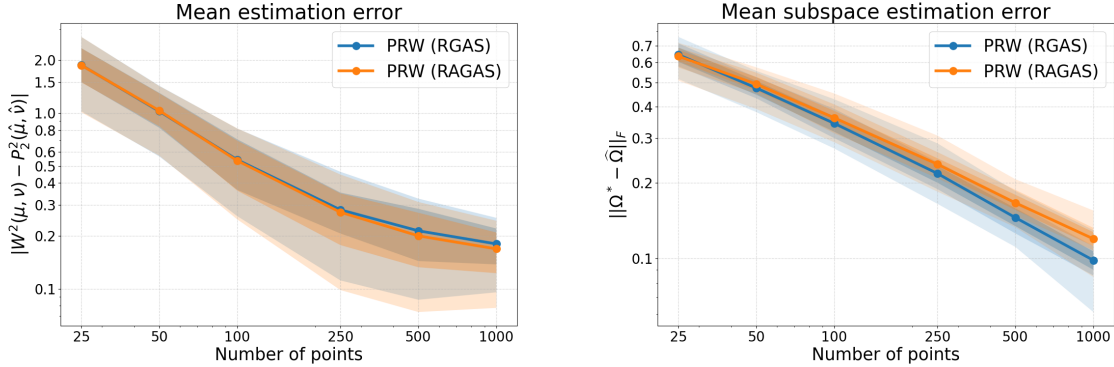 Mean estimation error
PRW (RGAS)
PRW (RAGAS)
|W²(μ, ν) − P₂²(μ̂, ν̂)|
2.0
1.5
1.0
0.8
0.6
0.5
0.4
0.3
0.2
0.1
25
50
100
250
500
1000
Number of points
Mean subspace estimation error
PRW (RGAS)
PRW (RAGAS)
||Ω* − Ω̂||F
0.7
0.6
0.5
0.4
0.3
0.2
0.1
25
50
100
250
500
1000
Number of points